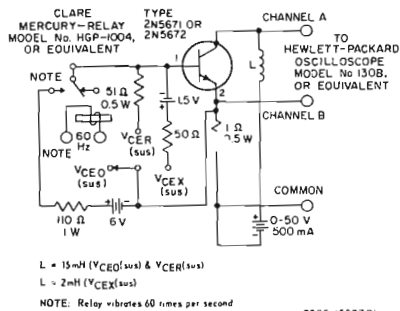 CLARE
MERCURY-RELAY
MODEL No. HGP-1004,
OR EQUIVALENT
TYPE
2N5671 OR
2N5672
CHANNEL A
TO
HEWLETT-PACKARD
OSCILLOSCOPE
MODEL No 130B,
OR EQUIVALENT
CHANNEL B
1
2
L
NOTE
51 Ω
0.5 W
1.5 V
60
Hz
NOTE
VCER
(sus)
50 Ω
1 Ω
0.5 W
VCEO
(sus)
VCEX
(sus)
COMMON
110 Ω
1 W
6 V
0-50 V
500 mA
L = 15mH (VCEO(sus) & VCER(sus)
L = 2mH (VCEX(sus)
NOTE: Relay vibrates 60 times per second